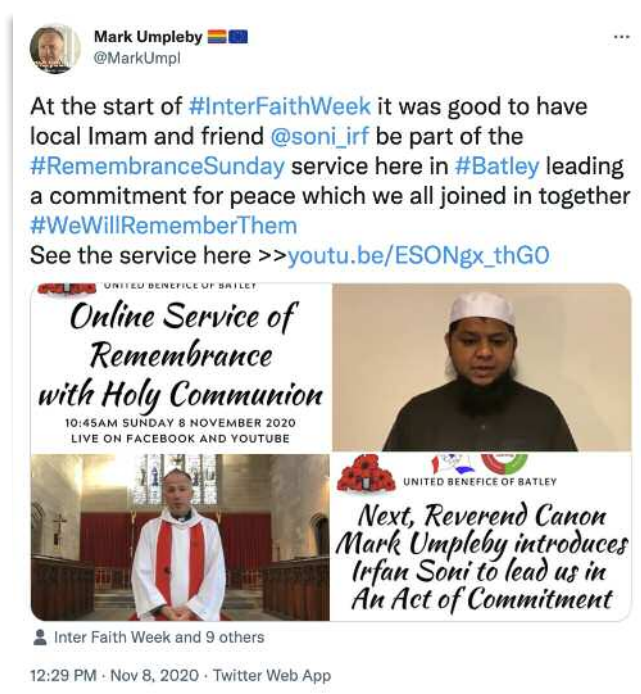 Mark Umpleby
@MarkUmpl
At the start of #InterFaithWeek it was good to have
local Imam and friend @soni_irf be part of the
#RemembranceSunday service here in #Batley leading
a commitment for peace which we all joined in together
#WeWillRememberThem
See the service here >>youtu.be/ESONgx_thG0
UNITED BENEFICE OF BATLEY
Online Service of
Remembrance
with Holy Communion
10:45AM SUNDAY 8 NOVEMBER 2020
LIVE ON FACEBOOK AND YOUTUBE
UNITED BENEFICE OF BATLEY
Next, Reverend Canon
Mark Umpleby introduces
Irfan Soni to lead us in
An Act of Commitment
Inter Faith Week and 9 others
12:29 PM · Nov 8, 2020 · Twitter Web App